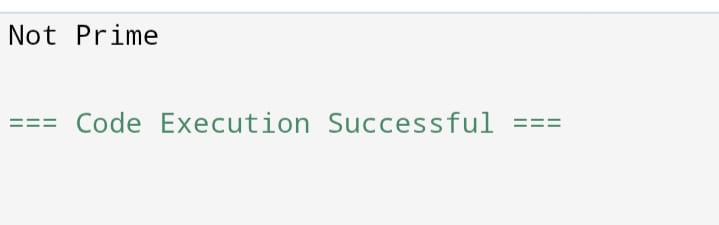 Not Prime
=== Code Execution Successful ===